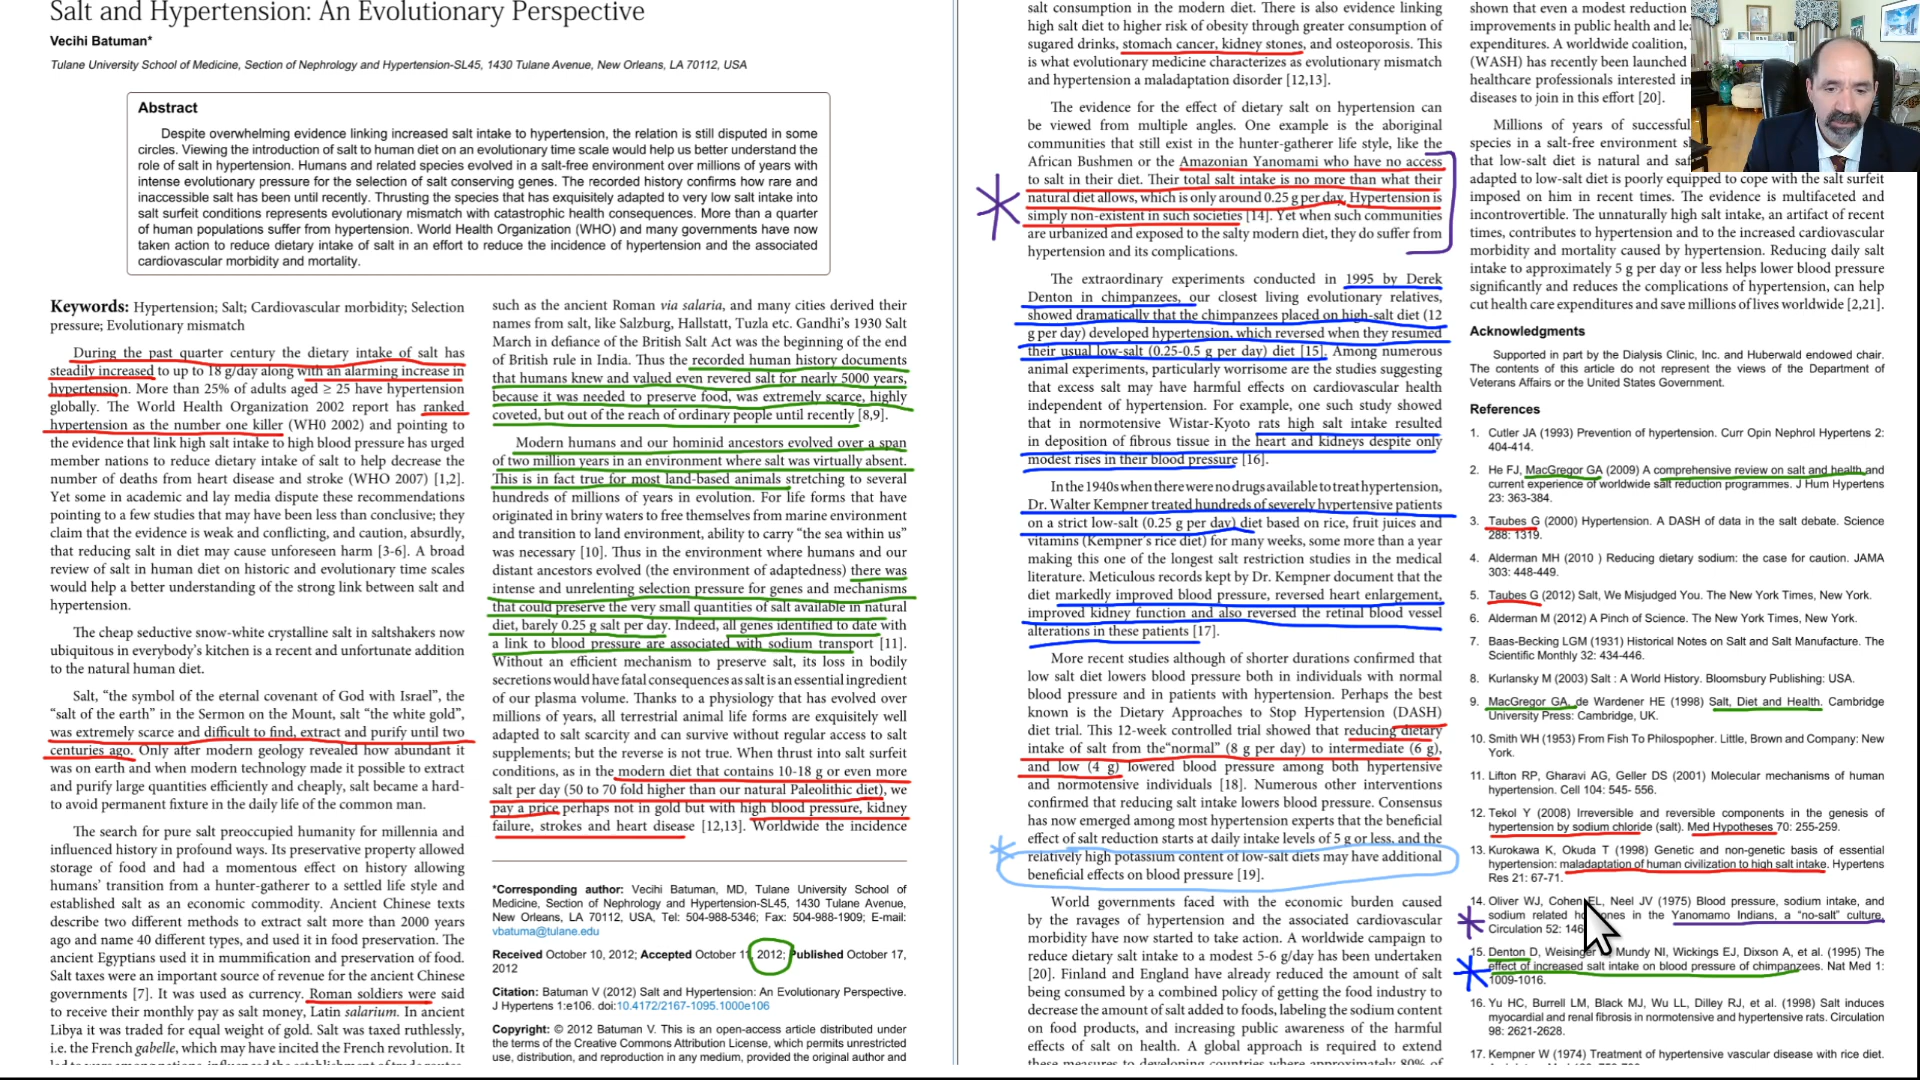 Salt and Hypertension: An Evolutionary Perspective
Vecihi Batuman*
Tulane University School of Medicine, Section of Nephrology and Hypertension-SL45, 1430 Tulane Avenue, New Orleans, LA 70112, USA
Abstract
Despite overwhelming evidence linking increased salt intake to hypertension, the relation is still disputed in some
circles. Viewing the introduction of salt to human diet on an evolutionary time scale would help us better understand the
role of salt in hypertension. Humans and related species evolved in a salt-free environment over millions of years with
intense evolutionary pressure for the selection of salt conserving genes. The recorded history confirms how rare and
inaccessible salt has been until recently. Thrusting the species that has exquisitely adapted to very low salt intake into
salt surfeit conditions represents evolutionary mismatch with catastrophic health consequences. More than a quarter
of human populations suffer from hypertension. World Health Organization (WHO) and many governments have now
taken action to reduce dietary intake of salt in an effort to reduce the incidence of hypertension and the associated
cardiovascular morbidity and mortality.
Keywords: Hypertension; Salt; Cardiovascular morbidity; Selection
pressure; Evolutionary mismatch
During the past quarter century the dietary intake of salt has
steadily increased to up to 18 g/day along with an alarming increase in
hypertension. More than 25% of adults aged ≥ 25 have hypertension
globally. The World Health Organization 2002 report has ranked
hypertension as the number one killer (WH0 2002) and pointing to
the evidence that link high salt intake to high blood pressure has urged
member nations to reduce dietary intake of salt to help decrease the
number of deaths from heart disease and stroke (WHO 2007) [1,2].
Yet some in academic and lay media dispute these recommendations
pointing to a few studies that may have been less than conclusive; they
claim that the evidence is weak and conflicting, and caution, absurdly,
that reducing salt in diet may cause unforeseen harm [3-6]. A broad
review of salt in human diet on historic and evolutionary time scales
would help a better understanding of the strong link between salt and
hypertension.
The cheap seductive snow-white crystalline salt in saltshakers now
ubiquitous in everybody's kitchen is a recent and unfortunate addition
to the natural human diet.
Salt, “the symbol of the eternal covenant of God with Israel”, the
“salt of the earth” in the Sermon on the Mount, salt “the white gold”,
was extremely scarce and difficult to find, extract and purify until two
centuries ago. Only after modern geology revealed how abundant it
was on earth and when modern technology made it possible to extract
and purify large quantities efficiently and cheaply, salt became a hard-
to avoid permanent fixture in the daily life of the common man.
The search for pure salt preoccupied humanity for millennia and
influenced history in profound ways. Its preservative property allowed
storage of food and had a momentous effect on history allowing
humans' transition from a hunter-gatherer to a settled life style and
established salt as an economic commodity. Ancient Chinese texts
describe two different methods to extract salt more than 2000 years
ago and name 40 different types, and used it in food preservation. The
ancient Egyptians used it in mummification and preservation of food.
Salt taxes were an important source of revenue for the ancient Chinese
governments [7]. It was used as currency. Roman soldiers were said
to receive their monthly pay as salt money, Latin salarium. In ancient
Libya it was traded for equal weight of gold. Salt was taxed ruthlessly,
i.e. the French gabelle, which may have incited the French revolution. It
such as the ancient Roman via salaria, and many cities derived their
names from salt, like Salzburg, Hallstatt, Tuzla etc. Gandhi's 1930 Salt
March in defiance of the British Salt Act was the beginning of the end
of British rule in India. Thus the recorded human history documents
that humans knew and valued even revered salt for nearly 5000 years,
because it was needed to preserve food, was extremely scarce, highly
coveted, but out of the reach of ordinary people until recently [8,9].
Modern humans and our hominid ancestors evolved over a span
of two million years in an environment where salt was virtually absent.
This is in fact true for most land-based animals stretching to several
hundreds of millions of years in evolution. For life forms that have
originated in briny waters to free themselves from marine environment
and transition to land environment, ability to carry “the sea within us”
was necessary [10]. Thus in the environment where humans and our
distant ancestors evolved (the environment of adaptedness) there was
intense and unrelenting selection pressure for genes and mechanisms
that could preserve the very small quantities of salt available in natural
diet, barely 0.25 g salt per day. Indeed, all genes identified to date with
a link to blood pressure are associated with sodium transport [11].
Without an efficient mechanism to preserve salt, its loss in bodily
secretions would have fatal consequences as salt is an essential ingredient
of our plasma volume. Thanks to a physiology that has evolved over
millions of years, all terrestrial animal life forms are exquisitely well
adapted to salt scarcity and can survive without regular access to salt
supplements; but the reverse is not true. When thrust into salt surfeit
conditions, as in the modern diet that contains 10-18 g or even more
salt per day (50 to 70 fold higher than our natural Paleolithic diet), we
pay a price perhaps not in gold but with high blood pressure, kidney
failure, strokes and heart disease [12,13]. Worldwide the incidence
*Corresponding author: Vecihi Batuman, MD, Tulane University School of
Medicine, Section of Nephrology and Hypertension-SL45, 1430 Tulane Avenue,
New Orleans, LA 70112, USA, Tel: 504-988-5346; Fax: 504-988-1909; E-mail:
vbatuma@tulane.edu
Received October 10, 2012; Accepted October 11, 2012; Published October 17,
2012
Citation: Batuman V (2012) Salt and Hypertension: An Evolutionary Perspective.
J Hypertens 1:e106. doi:10.4172/2167-1095.1000e106
Copyright: © 2012 Batuman V. This is an open-access article distributed under
the terms of the Creative Commons Attribution License, which permits unrestricted
use, distribution, and reproduction in any medium, provided the original author and
salt consumption in the modern diet. There is also evidence linking
high salt diet to higher risk of obesity through greater consumption of
sugared drinks, stomach cancer, kidney stones, and osteoporosis. This
is what evolutionary medicine characterizes as evolutionary mismatch
and hypertension a maladaptation disorder [12,13].
The evidence for the effect of dietary salt on hypertension can
be viewed from multiple angles. One example is the aboriginal
communities that still exist in the hunter-gatherer life style, like the
African Bushmen or the Amazonian Yanomami who have no access
to salt in their diet. Their total salt intake is no more than what their
natural diet allows, which is only around 0.25 g per day. Hypertension is
simply non-existent in such societies [14]. Yet when such communities
are urbanized and exposed to the salty modern diet, they do suffer from
hypertension and its complications.
The extraordinary experiments conducted in 1995 by Derek
Denton in chimpanzees, our closest living evolutionary relatives,
showed dramatically that the chimpanzees placed on high-salt diet (12
g per day) developed hypertension, which reversed when they resumed
their usual low-salt (0.25-0.5 g per day) diet [15]. Among numerous
animal experiments, particularly worrisome are the studies suggesting
that excess salt may have harmful effects on cardiovascular health
independent of hypertension. For example, one such study showed
that in normotensive Wistar-Kyoto rats high salt intake resulted
in deposition of fibrous tissue in the heart and kidneys despite only
modest rises in their blood pressure [16].
In the 1940s when there were no drugs available to treat hypertension,
Dr. Walter Kempner treated hundreds of severely hypertensive patients
on a strict low-salt (0.25 g per day) diet based on rice, fruit juices and
vitamins (Kempner's rice diet) for many weeks, some more than a year
making this one of the longest salt restriction studies in the medical
literature. Meticulous records kept by Dr. Kempner document that the
diet markedly improved blood pressure, reversed heart enlargement,
improved kidney function and also reversed the retinal blood vessel
alterations in these patients [17].
More recent studies although of shorter durations confirmed that
low salt diet lowers blood pressure both in individuals with normal
blood pressure and in patients with hypertension. Perhaps the best
known is the Dietary Approaches to Stop Hypertension (DASH)
diet trial. This 12-week controlled trial showed that reducing dietary
intake of salt from the“normal” (8 g per day) to intermediate (6 g),
and low (4 g) lowered blood pressure among both hypertensive
and normotensive individuals [18]. Numerous other interventions
confirmed that reducing salt intake lowers blood pressure. Consensus
has now emerged among most hypertension experts that the beneficial
effect of salt reduction starts at daily intake levels of 5 g or less, and the
relatively high potassium content of low-salt diets may have additional
beneficial effects on blood pressure [19].
World governments faced with the economic burden caused
by the ravages of hypertension and the associated cardiovascular
morbidity have now started to take action. A worldwide campaign to
reduce dietary salt intake to a modest 5-6 g/day has been undertaken
[20]. Finland and England have already reduced the amount of salt
being consumed by a combined policy of getting the food industry to
decrease the amount of salt added to foods, labeling the sodium content
on food products, and increasing public awareness of the harmful
effects of salt on health. A global approach is required to extend
these measures to developing countries where approximately 80% of
shown that even a modest reduction
improvements in public health and le
expenditures. A worldwide coalition,
(WASH) has recently been launched
healthcare professionals interested in
diseases to join in this effort [20].
Millions of years of successful
species in a salt-free environment s
that low-salt diet is natural and saf
adapted to low-salt diet is poorly equipped to cope with the salt surfeit
imposed on him in recent times. The evidence is multifaceted and
incontrovertible. The unnaturally high salt intake, an artifact of recent
times, contributes to hypertension and to the increased cardiovascular
morbidity and mortality caused by hypertension. Reducing daily salt
intake to approximately 5 g per day or less helps lower blood pressure
significantly and reduces the complications of hypertension, can help
cut health care expenditures and save millions of lives worldwide [2,21].
Acknowledgments
Supported in part by the Dialysis Clinic, Inc. and Huberwald endowed chair.
The contents of this article do not represent the views of the Department of
Veterans Affairs or the United States Government.
References
1. Cutler JA (1993) Prevention of hypertension. Curr Opin Nephrol Hypertens 2:
404-414.
2. He FJ, MacGregor GA (2009) A comprehensive review on salt and health and
current experience of worldwide salt reduction programmes. J Hum Hypertens
23: 363-384.
3. Taubes G (2000) Hypertension. A DASH of data in the salt debate. Science
288: 1319.
4. Alderman MH (2010 ) Reducing dietary sodium: the case for caution. JAMA
303: 448-449.
5. Taubes G (2012) Salt, We Misjudged You. The New York Times, New York.
6. Alderman M (2012) A Pinch of Science. The New York Times, New York.
7. Baas-Becking LGM (1931) Historical Notes on Salt and Salt Manufacture. The
Scientific Monthly 32: 434-446.
8. Kurlansky M (2003) Salt : A World History. Bloomsbury Publishing: USA.
9. MacGregor GA, de Wardener HE (1998) Salt, Diet and Health. Cambridge
University Press: Cambridge, UK.
10. Smith WH (1953) From Fish To Philospopher. Little, Brown and Company: New
York.
11. Lifton RP, Gharavi AG, Geller DS (2001) Molecular mechanisms of human
hypertension. Cell 104: 545- 556.
12. Tekol Y (2008) Irreversible and reversible components in the genesis of
hypertension by sodium chloride (salt). Med Hypotheses 70: 255-259.
13. Kurokawa K, Okuda T (1998) Genetic and non-genetic basis of essential
hypertension: maladaptation of human civilization to high salt intake. Hypertens
Res 21: 67-71.
14. Oliver WJ, Cohen EL, Neel JV (1975) Blood pressure, sodium intake, and
sodium related in the Yanomamo Indians, a “no-salt” culture.
Circulation 52: 146
15. Denton D, Weisinger Mundy NI, Wickings EJ, Dixson A, et al. (1995) The
effect of increased salt intake on blood pressure of chimpanzees. Nat Med 1:
1009-1016.
16. Yu HC, Burrell LM, Black MJ, Wu LL, Dilley RJ, et al. (1998) Salt induces
myocardial and renal fibrosis in normotensive and hypertensive rats. Circulation
98: 2621-2628.
17. Kempner W (1974) Treatment of hypertensive vascular disease with rice diet.